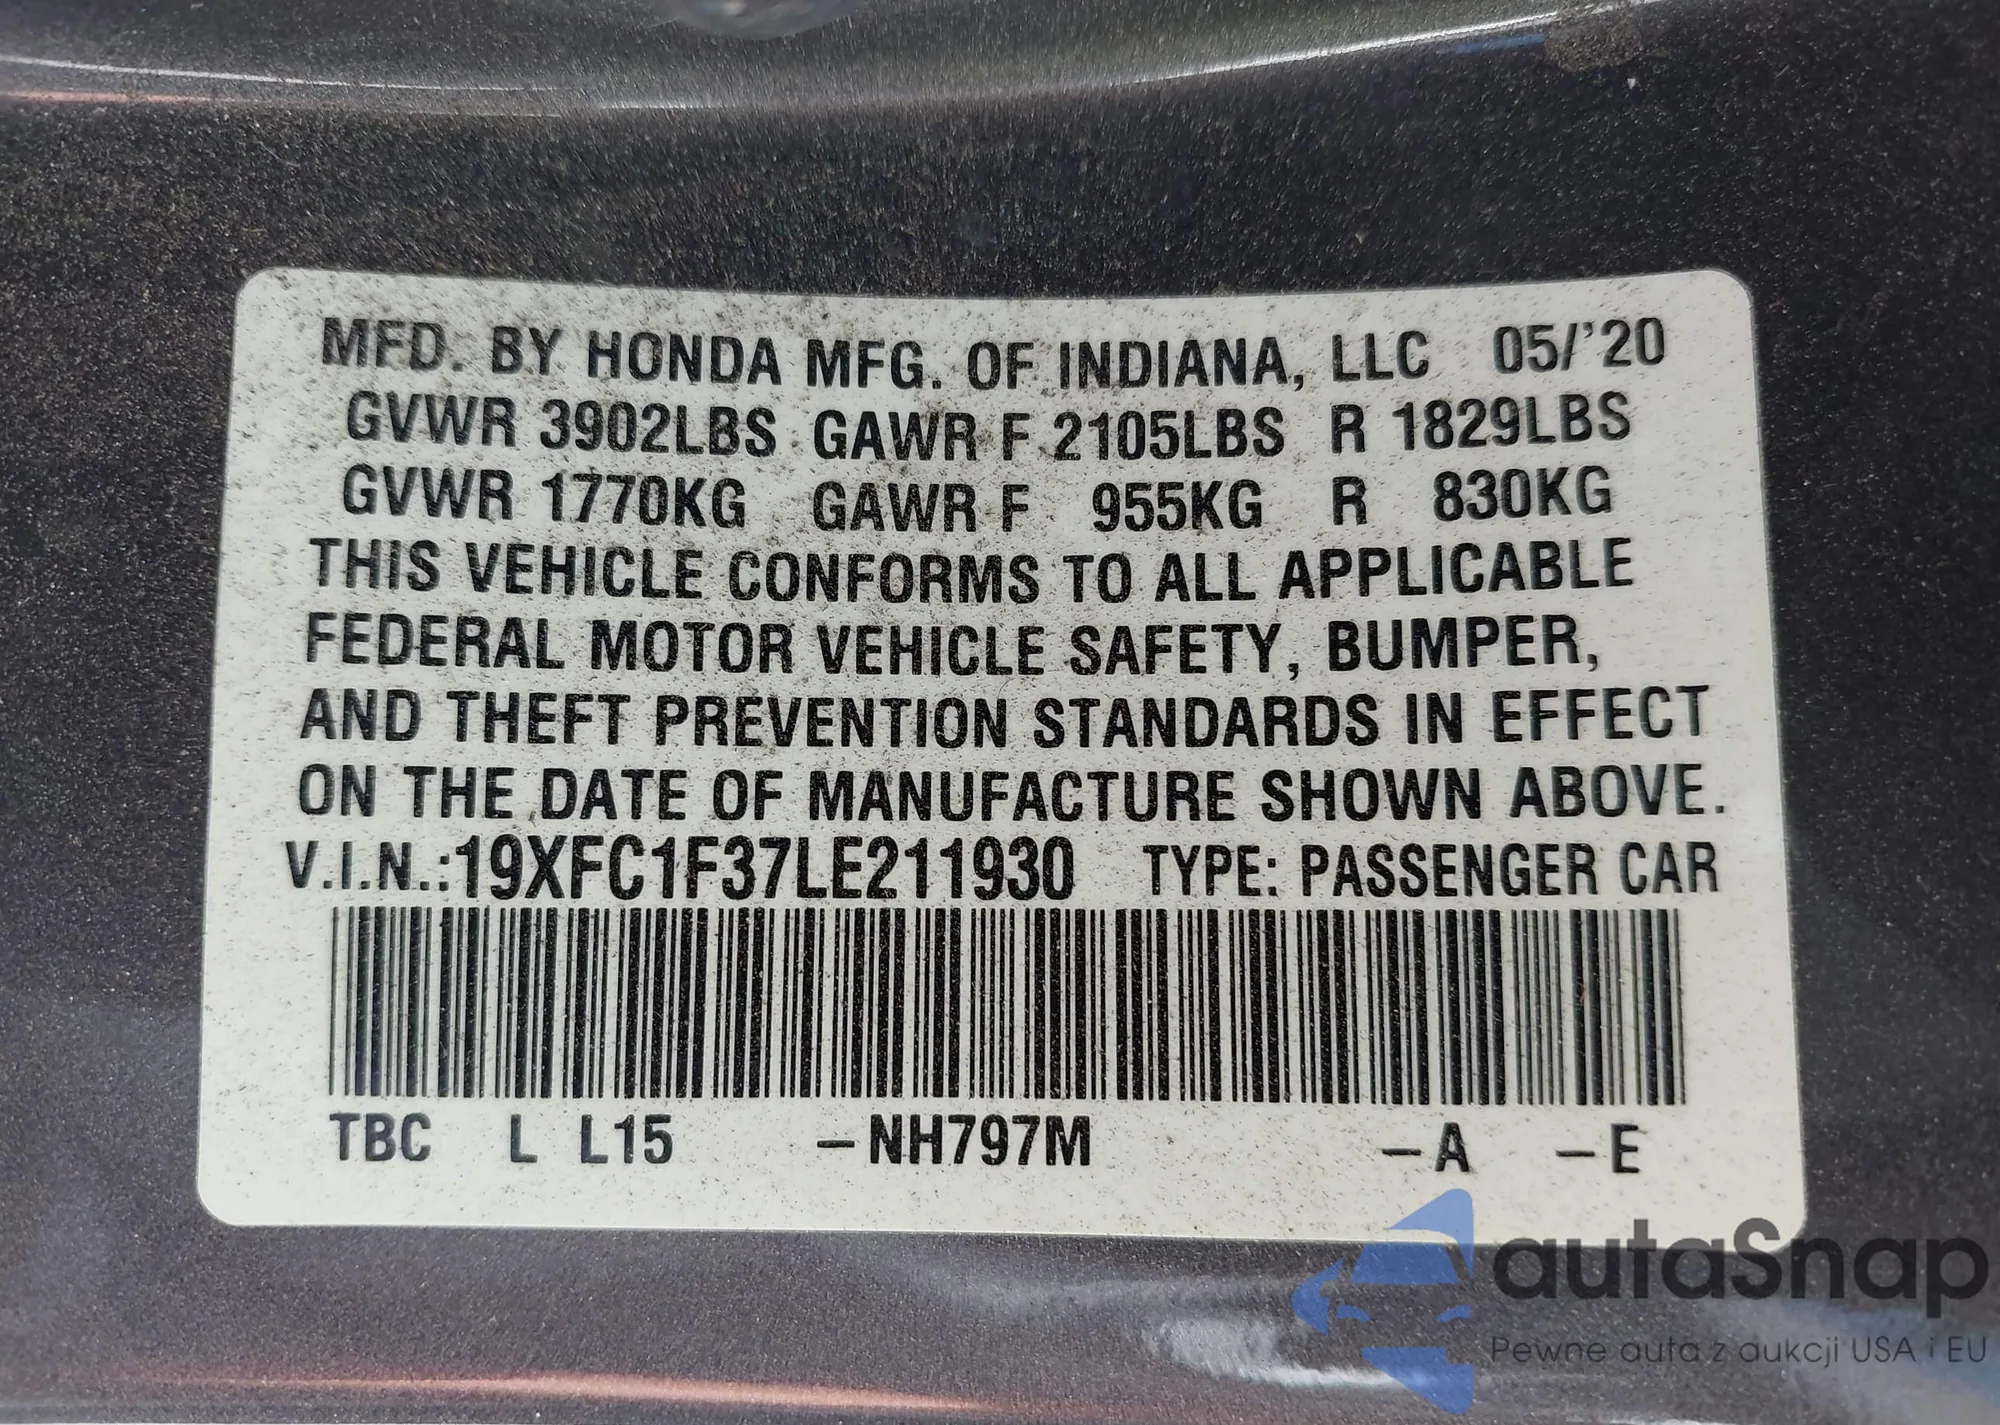 MFD. BY HONDA MFG. OF INDIANA, LLC 05/'20
GVWR 3902LBS GAWR F 2105LBS R 1829LBS
GVWR 1770KG GAWR F 955KG R 830KG
THIS VEHICLE CONFORMS TO ALL APPLICABLE
FEDERAL MOTOR VEHICLE SAFETY, BUMPER,
AND THEFT PREVENTION STANDARDS IN EFFECT
ON THE DATE OF MANUFACTURE SHOWN ABOVE.
V.I.N.:19XFC1F37LE211930 TYPE: PASSENGER CAR
TBC L L15 –NH797M –A –E
autaSnap
Pewne auta z aukcji USA i EU